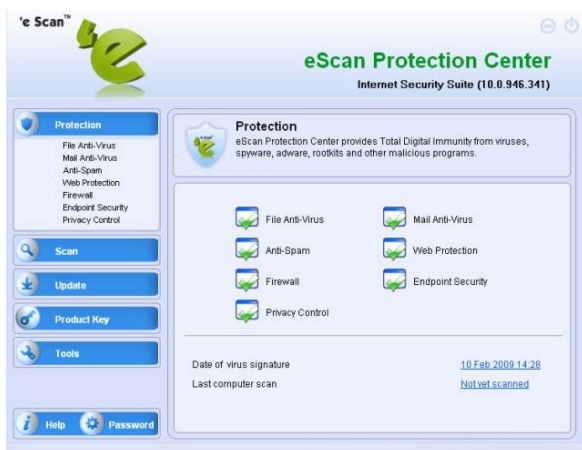 'e Scan™
eScan Protection Center
Internet Security Suite (10.0.946.341)
Protection
File Anti-Virus
Mail Anti-Virus
Anti-Spam
Web Protection
Firewall
Endpoint Security
Privacy Control
Scan
Update
Product Key
Tools
Help Password
Protection
eScan Protection Center provides Total Digital Immunity from viruses,
spyware, adware, rootkits and other malicious programs.
File Anti-Virus Mail Anti-Virus
Anti-Spam Web Protection
Firewall Endpoint Security
Privacy Control
Date of virus signature 10 Feb 2009 14:28
Last computer scan Not yet scanned